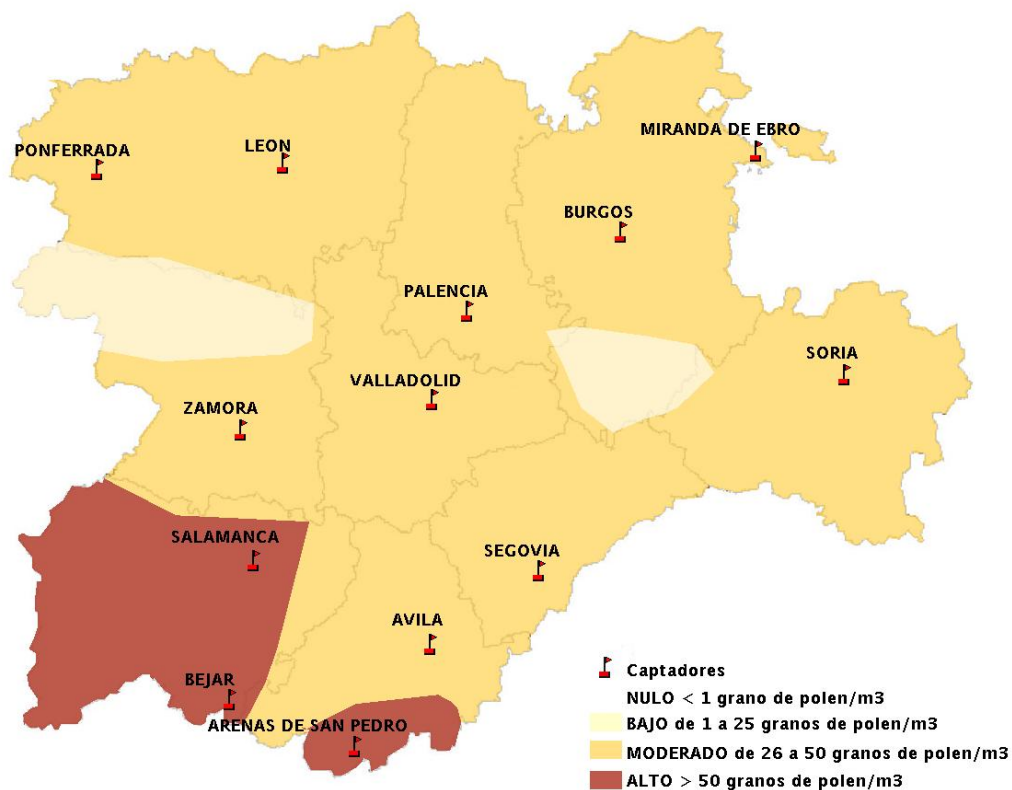 MIRANDA DE EBRO
PONFERRADA
LEON
BURGOS
PALENCIA
SORIA
VALLADOLID
ZAMORA
SALAMANCA
SEGOVIA
AVILA
BEJAR
ARENAS DE SAN PEDRO
Captadores
NULO < 1 grano de polen/m3
BAJO de 1 a 25 granos de polen/m3
MODERADO de 26 a 50 granos de polen/m3
ALTO > 50 granos de polen/m3